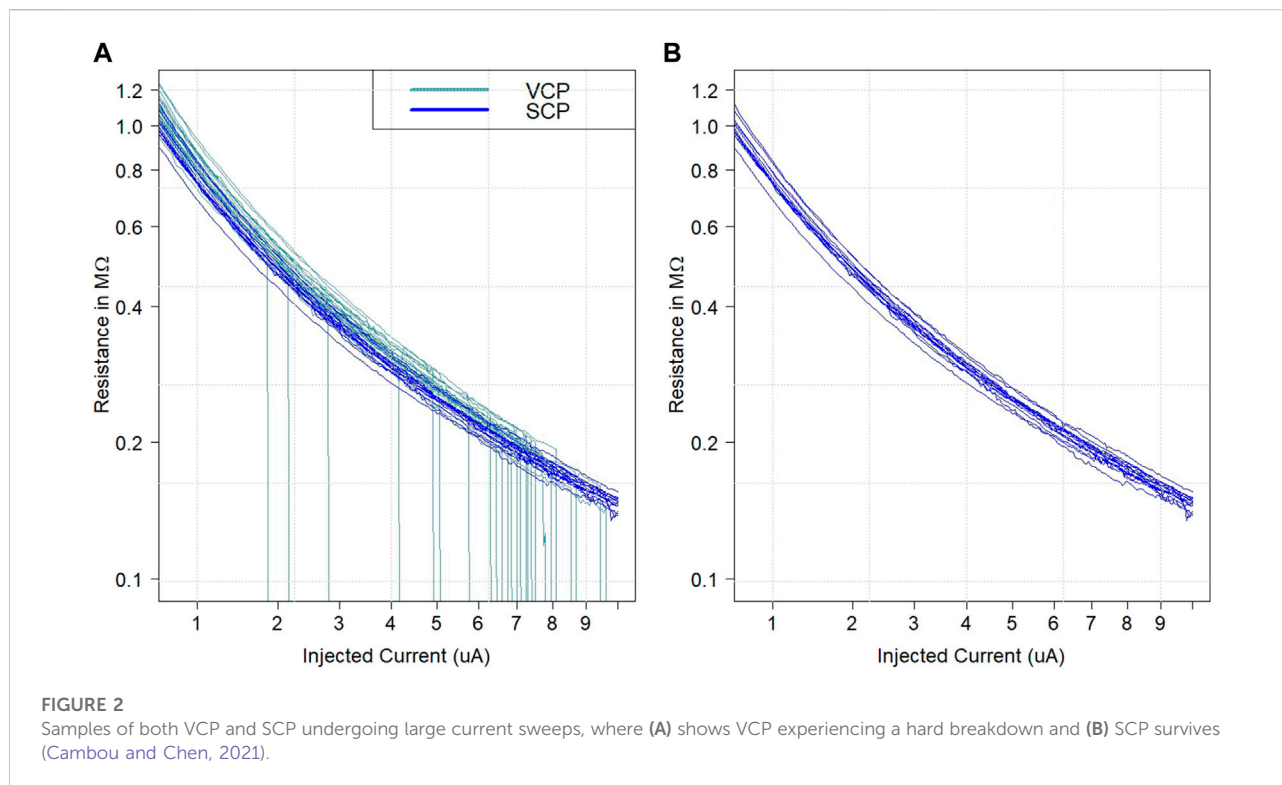 A
B
VCP
SCP
1.2
1.0
0.8
0.6
0.4
0.2
0.1
Resistance in MΩ
1 2 3 4 5 6 7 8 9
Injected Current (uA)
1.2
1.0
0.8
0.6
0.4
0.2
0.1
Resistance in MΩ
1 2 3 4 5 6 7 8 9
Injected Current (uA)
FIGURE 2
Samples of both VCP and SCP undergoing large current sweeps, where (A) shows VCP experiencing a hard breakdown and (B) SCP survives
(Cambou and Chen, 2021).